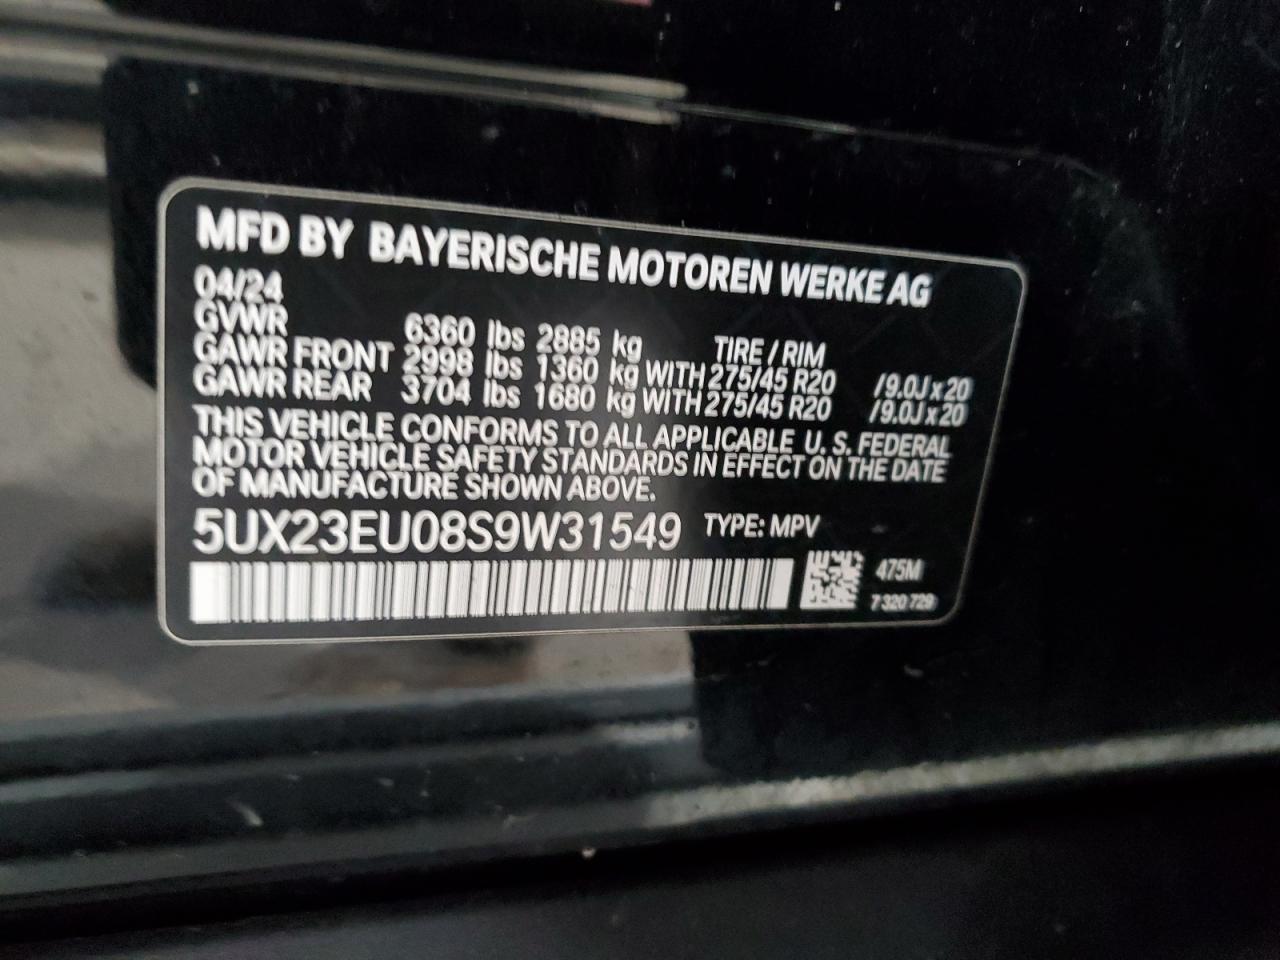 MFD BY BAYERISCHE MOTOREN WERKE AG
04/24
GVWR 6360 lbs 2885 kg TIRE / RIM
GAWR FRONT 2998 lbs 1360 kg WITH 275/45 R20 /9.0J x 20
GAWR REAR 3704 lbs 1680 kg WITH 275/45 R20 /9.0J x 20
THIS VEHICLE CONFORMS TO ALL APPLICABLE U. S. FEDERAL
MOTOR VEHICLE SAFETY STANDARDS IN EFFECT ON THE DATE
OF MANUFACTURE SHOWN ABOVE.
5UX23EU08S9W31549 TYPE: MPV
475M
7 320 729